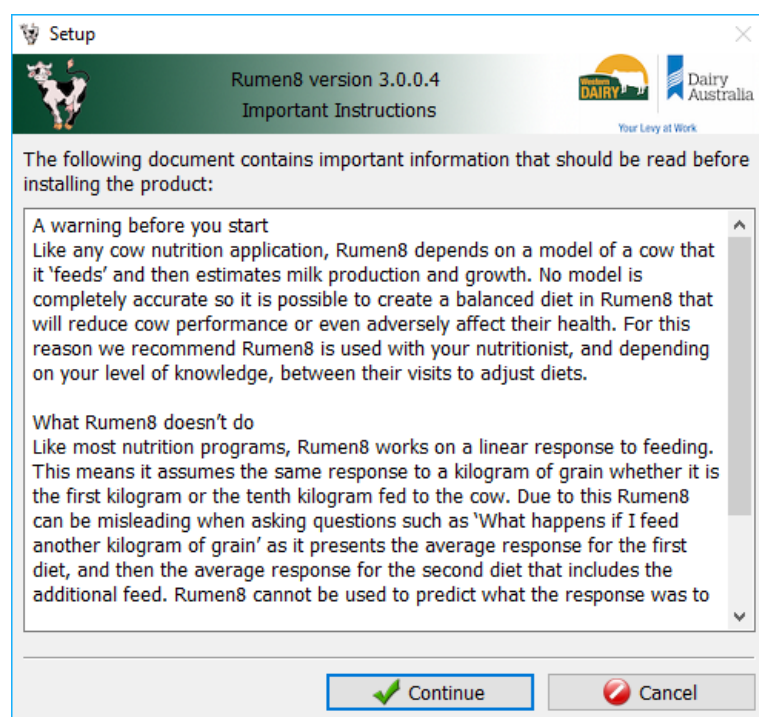 Setup
Rumen8 version 3.0.0.4
Important Instructions
Western
DAIRY
Dairy
Australia
Your Levy at Work
The following document contains important information that should be read before
installing the product:
A warning before you start
Like any cow nutrition application, Rumen8 depends on a model of a cow that
it ‘feeds’ and then estimates milk production and growth. No model is
completely accurate so it is possible to create a balanced diet in Rumen8 that
will reduce cow performance or even adversely affect their health. For this
reason we recommend Rumen8 is used with your nutritionist, and depending
on your level of knowledge, between their visits to adjust diets.
What Rumen8 doesn’t do
Like most nutrition programs, Rumen8 works on a linear response to feeding.
This means it assumes the same response to a kilogram of grain whether it is
the first kilogram or the tenth kilogram fed to the cow. Due to this Rumen8
can be misleading when asking questions such as ‘What happens if I feed
another kilogram of grain’ as it presents the average response for the first
diet, and then the average response for the second diet that includes the
additional feed. Rumen8 cannot be used to predict what the response was to
Continue
Cancel